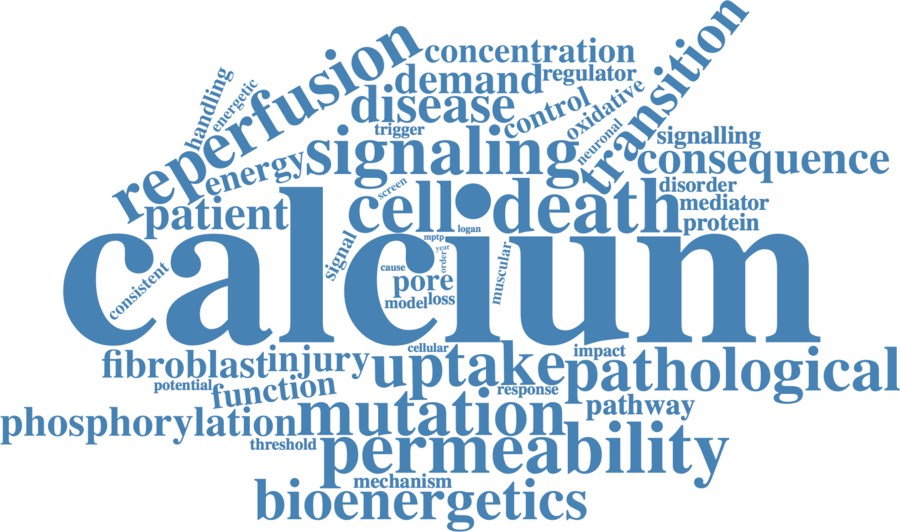 transition
reperfusion
concentration
demand
regulator
handling
energetic
disease
control
oxidative
trigger
neuronal
signaling
signalling
consequence
energy
screen
disorder
patient
cell
death
mediator
logan
protein
mptp
signal
year
order
cause
muscular
pore
consistent
model
loss
calcium
cellular
impact
fibroblast
injury
uptake
pathological
potential
function
response
pathway
phosphorylation
mutation
threshold
permeability
mechanism
bioenergetics